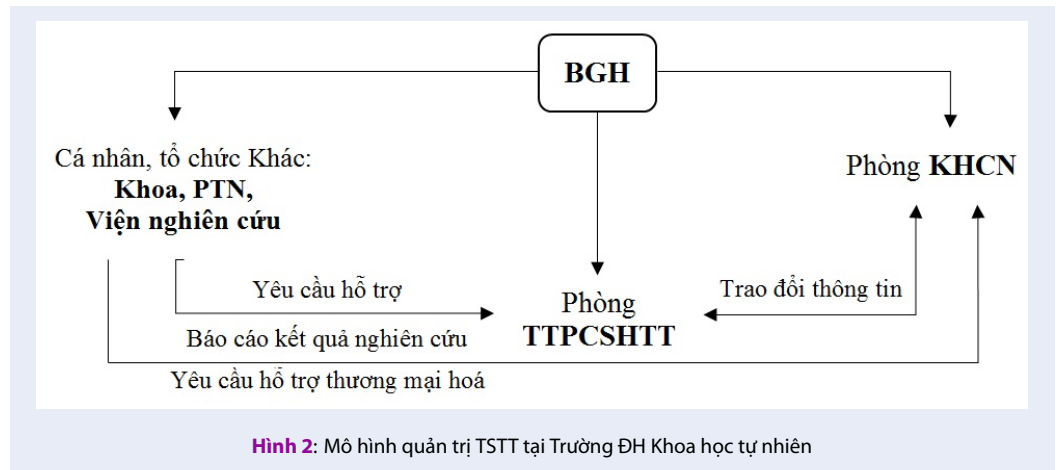 BGH
Cá nhân, tổ chức Khác:
Khoa, PTN,
Viện nghiên cứu
Phòng KHCN
Yêu cầu hỗ trợ
Báo cáo kết quả nghiên cứu
Yêu cầu hỗ trợ thương mại hoá
Phòng
TTPCSHTT
Trao đổi thông tin
Hình 2: Mô hình quản trị TSTT tại Trường ĐH Khoa học tự nhiên